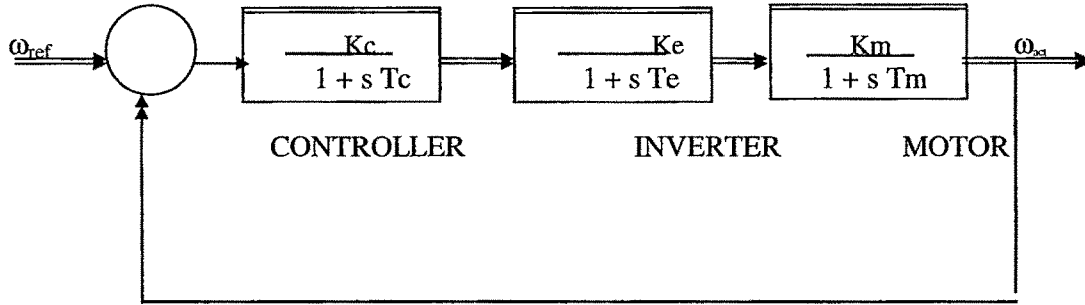 ωref
Kc
1 + s Tc
Ke
1 + s Te
Km
1 + s Tm
ωact
CONTROLLER
INVERTER
MOTOR